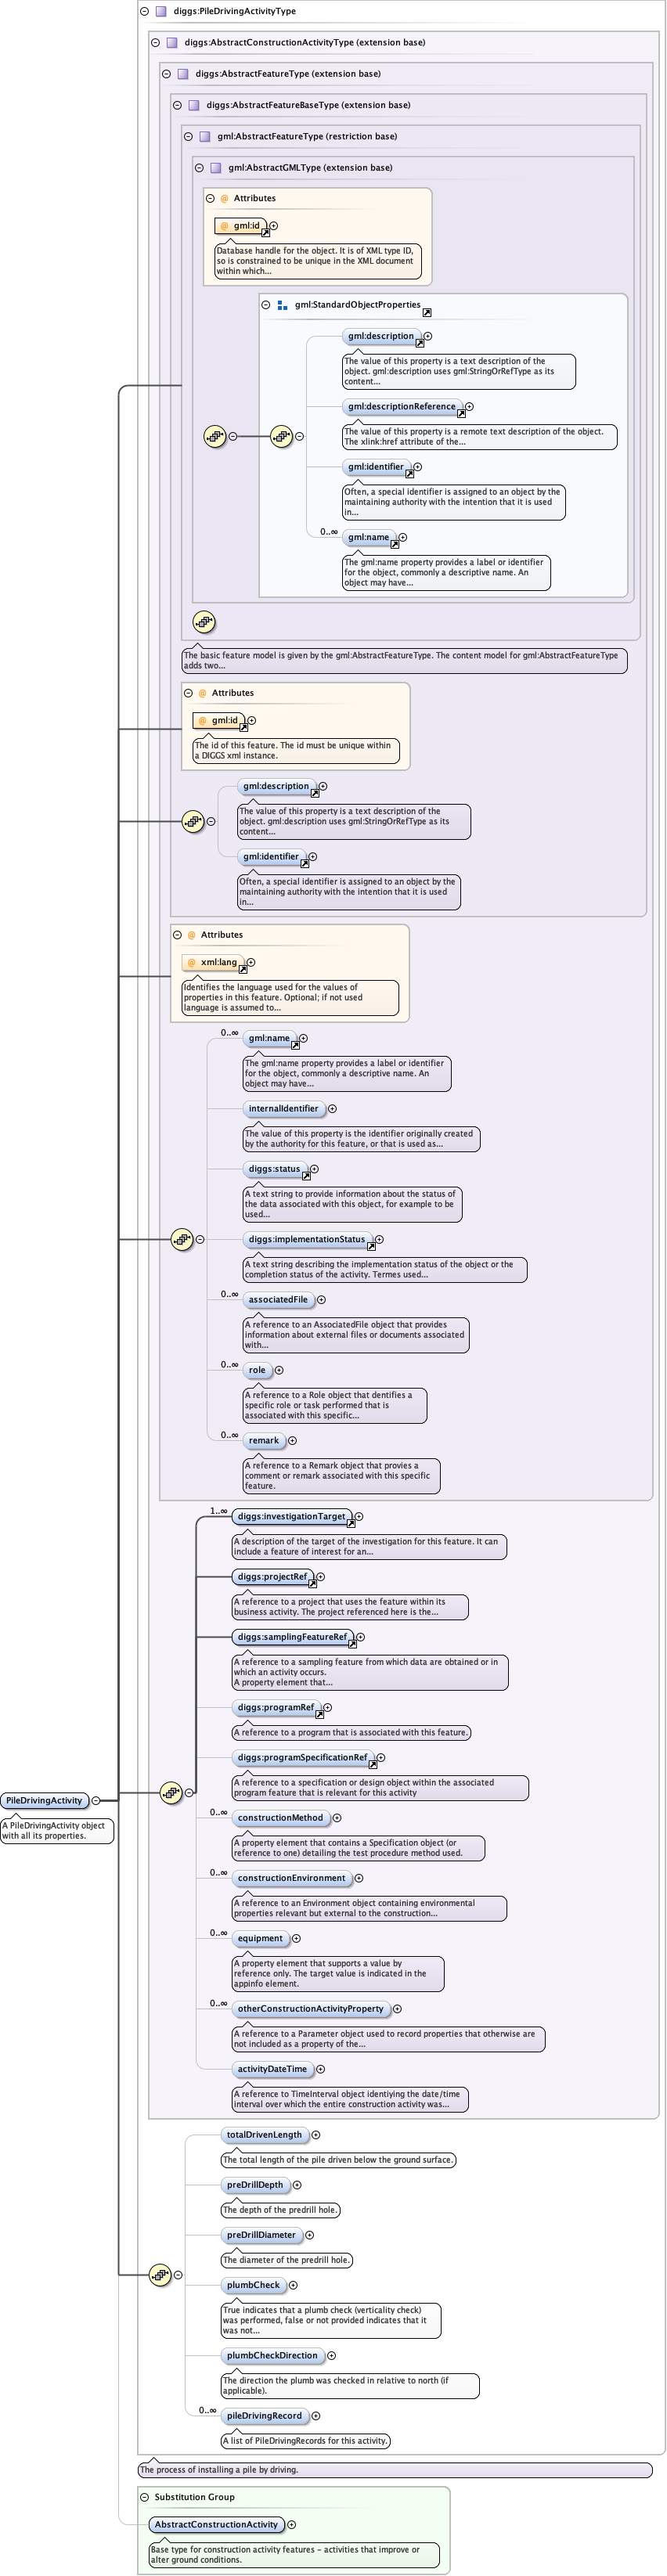 diggs:PileDrivingActivityType
diggs:AbstractConstructionActivityType (extension base)
diggs:AbstractFeatureType (extension base)
diggs:AbstractFeatureBaseType (extension base)
gml:AbstractFeatureType (restriction base)
gml:AbstractGMLType (extension base)
@ Attributes
@ gml:id
Database handle for the object. It is of XML type ID,
so is constrained to be unique in the XML document
within which...
gml:StandardObjectProperties
gml:description
The value of this property is a text description of the
object. gml:description uses gml:StringOrRefType as its
content...
gml:descriptionReference
The value of this property is a remote text description of the object.
The xlink:href attribute of the...
gml:identifier
Often, a special identifier is assigned to an object by the
maintaining authority with the intention that it is used
in...
0..∞
gml:name
The gml:name property provides a label or identifier
for the object, commonly a descriptive name. An
object may have...
The basic feature model is given by the gml:AbstractFeatureType. The content model for gml:AbstractFeatureType
adds two...
@ Attributes
@ gml:id
The id of this feature. The id must be unique within
a DIGGS xml instance.
gml:description
The value of this property is a text description of the
object. gml:description uses gml:StringOrRefType as its
content...
gml:identifier
Often, a special identifier is assigned to an object by the
maintaining authority with the intention that it is used
in...
@ Attributes
@ xml:lang
Identifies the language used for the values of
properties in this feature. Optional; if not used
language is assumed to...
0..∞
gml:name
The gml:name property provides a label or identifier
for the object, commonly a descriptive name. An
object may have...
internalIdentifier
The value of this property is the identifier originally created
by the authority for this feature, or that is used as...
diggs:status
A text string to provide information about the status of
the data associated with this object, for example to be
used...
diggs:implementationStatus
A text string describing the implementation status of the object or the
completion status of the activity. Termes used...
0..∞
associatedFile
A reference to an AssociatedFile object that provides
information about external files or documents associated
with...
0..∞
role
A reference to a Role object that dentifies a
specific role or task performed that is
associated with this specific...
0..∞
remark
A reference to a Remark object that provies a
comment or remark associated with this specific
feature.
1..∞
diggs:investigationTarget
A description of the target of the investigation for this feature. It can
include a feature of interest for an...
diggs:projectRef
A reference to a project that uses the feature within its
business activity. The project referenced here is the...
diggs:samplingFeatureRef
A reference to a sampling feature from which data are obtained or in
which an activity occurs.
A property element that...
diggs:programRef
A reference to a program that is associated with this feature.
diggs:programSpecificationRef
A reference to a specification or design object within the associated
program feature that is relevant for this activity
PileDrivingActivity
A PileDrivingActivity object
with all its properties.
0..∞
constructionMethod
A property element that contains a Specification object (or
reference to one) detailing the test procedure method used.
0..∞
constructionEnvironment
A reference to an Environment object containing environmental
properties relevant but external to the construction...
0..∞
equipment
A property element that supports a value by
reference only. The target value is indicated in the
appinfo element.
0..∞
otherConstructionActivityProperty
A reference to a Parameter object used to record properties that otherwise are
not included as a property of the...
activityDateTime
A reference to TimeInterval object identiying the date/time
interval over which the entire construction activity was...
totalDrivenLength
The total length of the pile driven below the ground surface.
preDrillDepth
The depth of the predrill hole.
preDrillDiameter
The diameter of the predrill hole.
plumbCheck
True indicates that a plumb check (verticality check)
was performed, false or not provided indicates that it
was not...
plumbCheckDirection
The direction the plumb was checked in relative to north (if
applicable).
0..∞
pileDrivingRecord
A list of PileDrivingRecords for this activity.
The process of installing a pile by driving.
Substitution Group
AbstractConstructionActivity
Base type for construction activity features - activities that improve or
alter ground conditions.